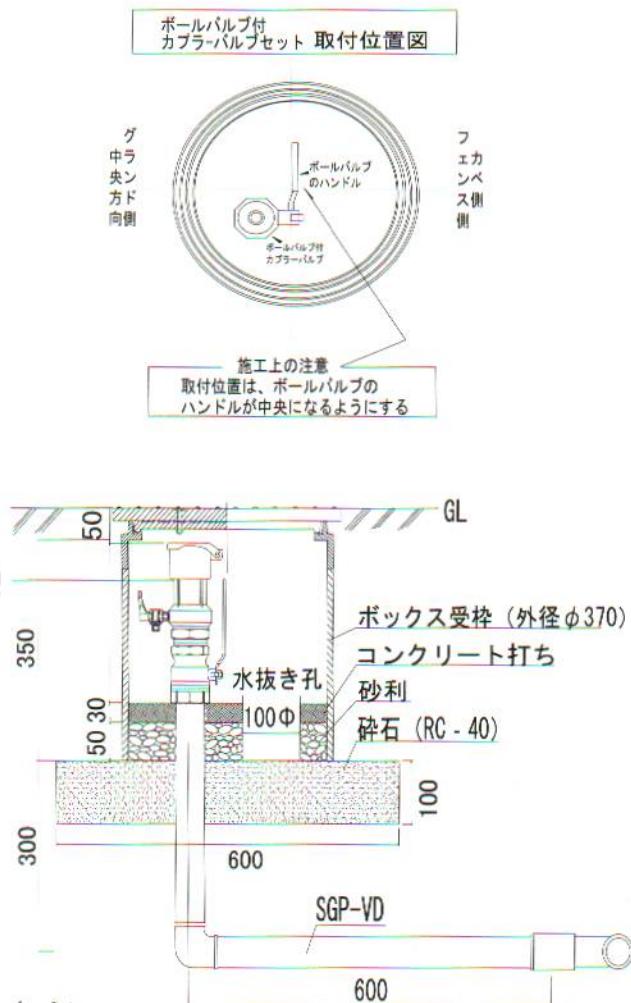 ボールバルブ付
カプラ-バルブセット 取付位置図
グランド側
中央方向
カベ側
フェンス側
ボールバルブ
のハンドル
ボールバルブ付
カプラーバルブ
施工上の注意
取付位置は、ボールバルブの
ハンドルが中央になるようにする
GL
50
350
30
50
300
ボックス受枠（外径φ370）
コンクリート打ち
水抜き孔
100Φ
砂利
砕石（RC‐40）
100
600
SGP-VD
600